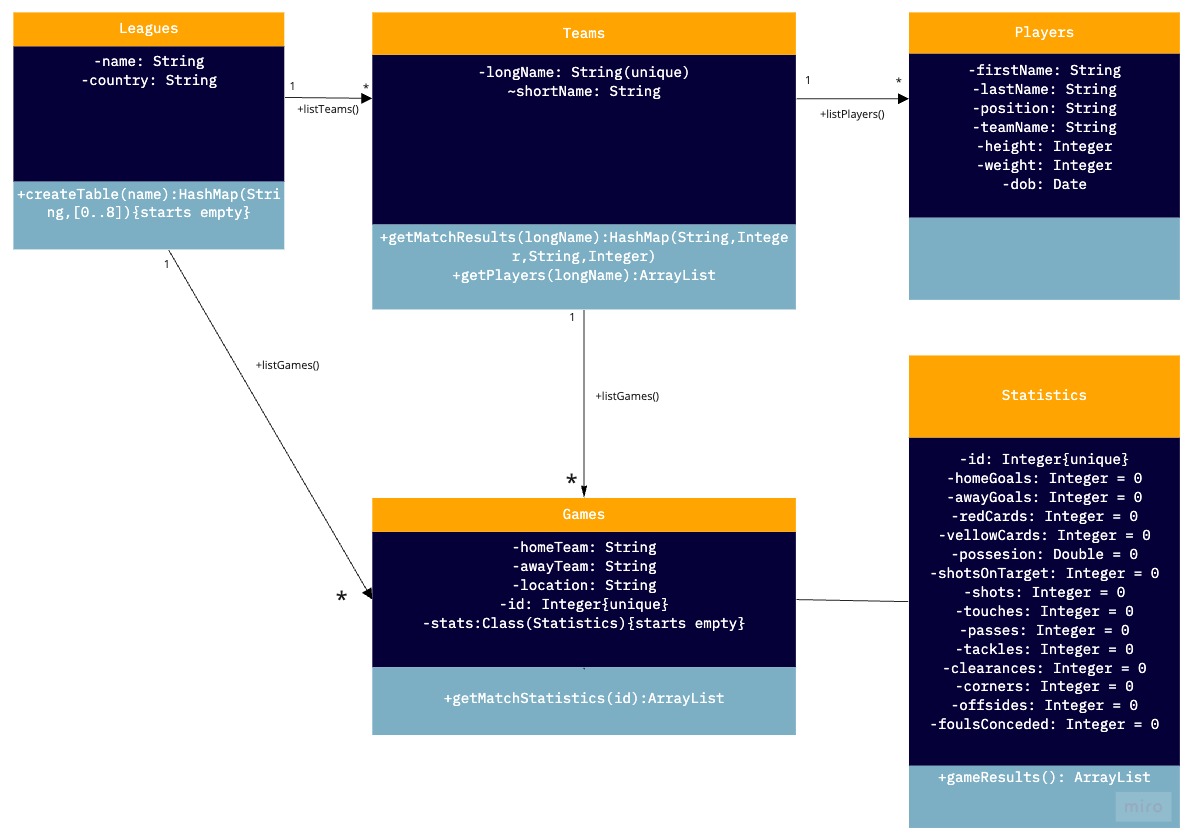 Leagues
-name: String
-country: String
+createTable(name):HashMap(Stri
ng,[0..8]){starts empty}
1
*
+listTeams()
Teams
-longName: String(unique)
~shortName: String
+getMatchResults(longName):HashMap(String,Intege
r,String,Integer)
+getPlayers(longName):ArrayList
1
*
+listPlayers()
Players
-firstName: String
-lastName: String
-position: String
-teamName: String
-height: Integer
-weight: Integer
-dob: Date
1
+listGames()
*
1
+listGames()
*
Games
-homeTeam: String
-awayTeam: String
-location: String
-id: Integer{unique}
-stats:Class(Statistics){starts empty}
+getMatchStatistics(id):ArrayList
Statistics
-id: Integer{unique}
-homeGoals: Integer = 0
-awayGoals: Integer = 0
-redCards: Integer = 0
-vellowCards: Integer = 0
-possesion: Double = 0
-shotsOnTarget: Integer = 0
-shots: Integer = 0
-touches: Integer = 0
-passes: Integer = 0
-tackles: Integer = 0
-clearances: Integer = 0
-corners: Integer = 0
-offsides: Integer = 0
-foulsConceded: Integer = 0
+gameResults(): ArrayList
miro